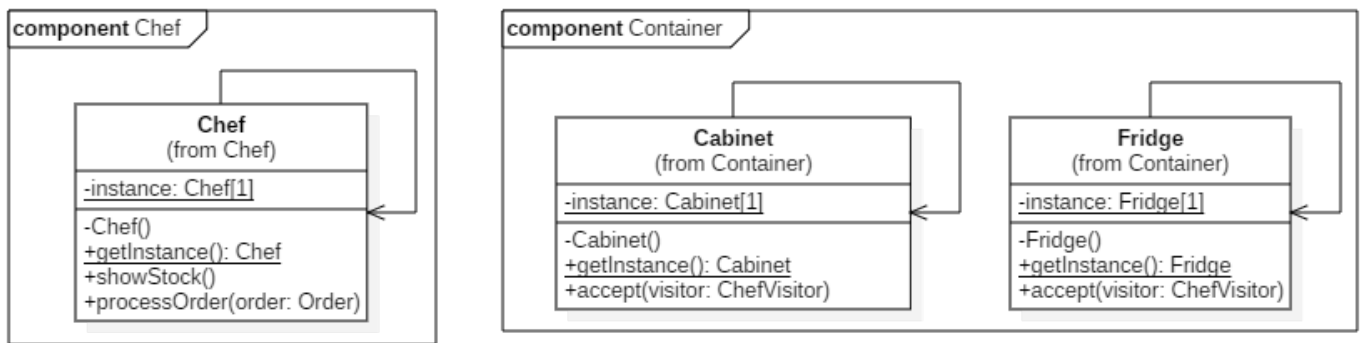 component Chef
Chef
(from Chef)
-instance: Chef[1]
-Chef()
+getInstance(): Chef
+showStock()
+processOrder(order: Order)
component Container
Cabinet
(from Container)
-instance: Cabinet[1]
-Cabinet()
+getInstance(): Cabinet
+accept(visitor: ChefVisitor)
Fridge
(from Container)
-instance: Fridge[1]
-Fridge()
+getInstance(): Fridge
+accept(visitor: ChefVisitor)